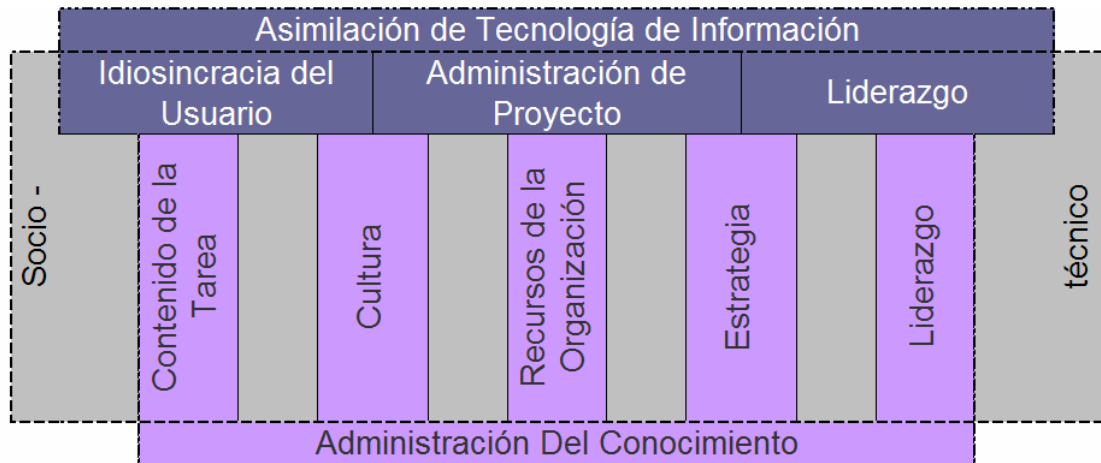 Asimilación de Tecnología de Información
Idiosincracia del
Usuario
Administración de
Proyecto
Liderazgo
Socio -
Contenido de la
Tarea
Cultura
Recursos de la
Organización
Estrategia
Liderazgo
técnico
Administración Del Conocimiento